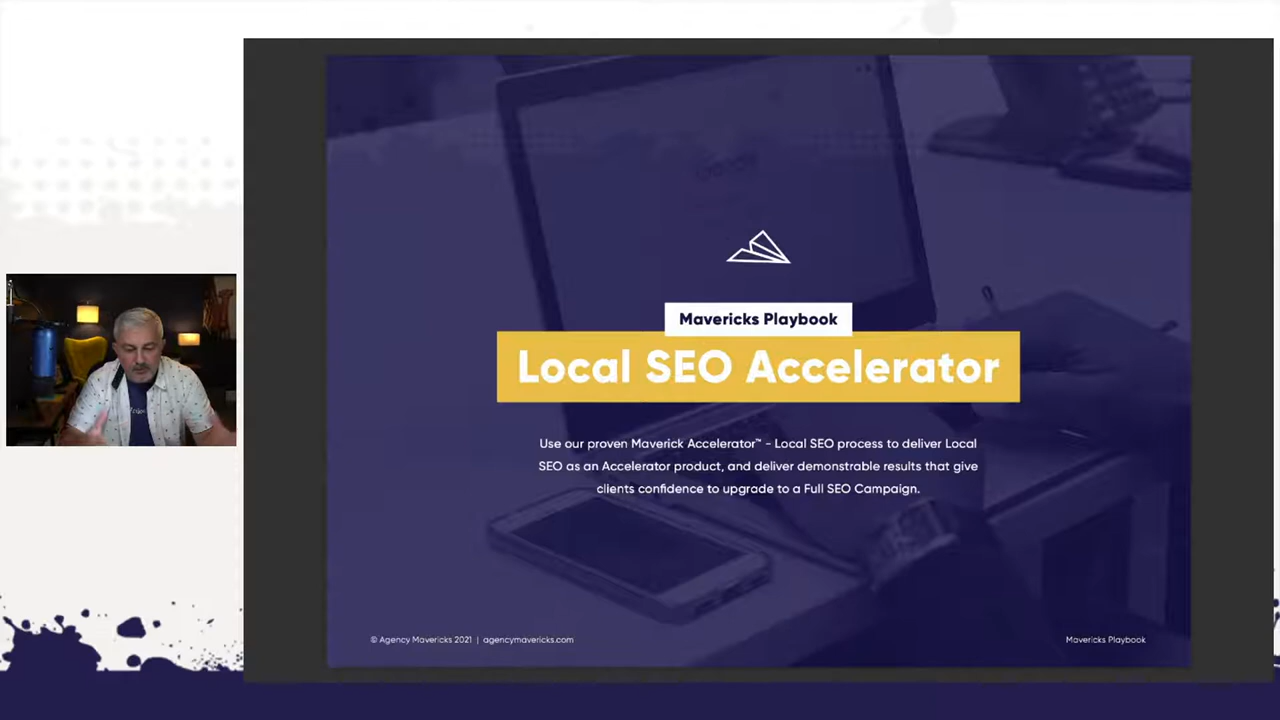 Mavericks Playbook
Local SEO Accelerator
Use our proven Maverick Accelerator™ - Local SEO process to deliver Local
SEO as an Accelerator product, and deliver demonstrable results that give
clients confidence to upgrade to a Full SEO Campaign.
© Agency Mavericks 2021 | agencymavericks.com
Mavericks Playbook